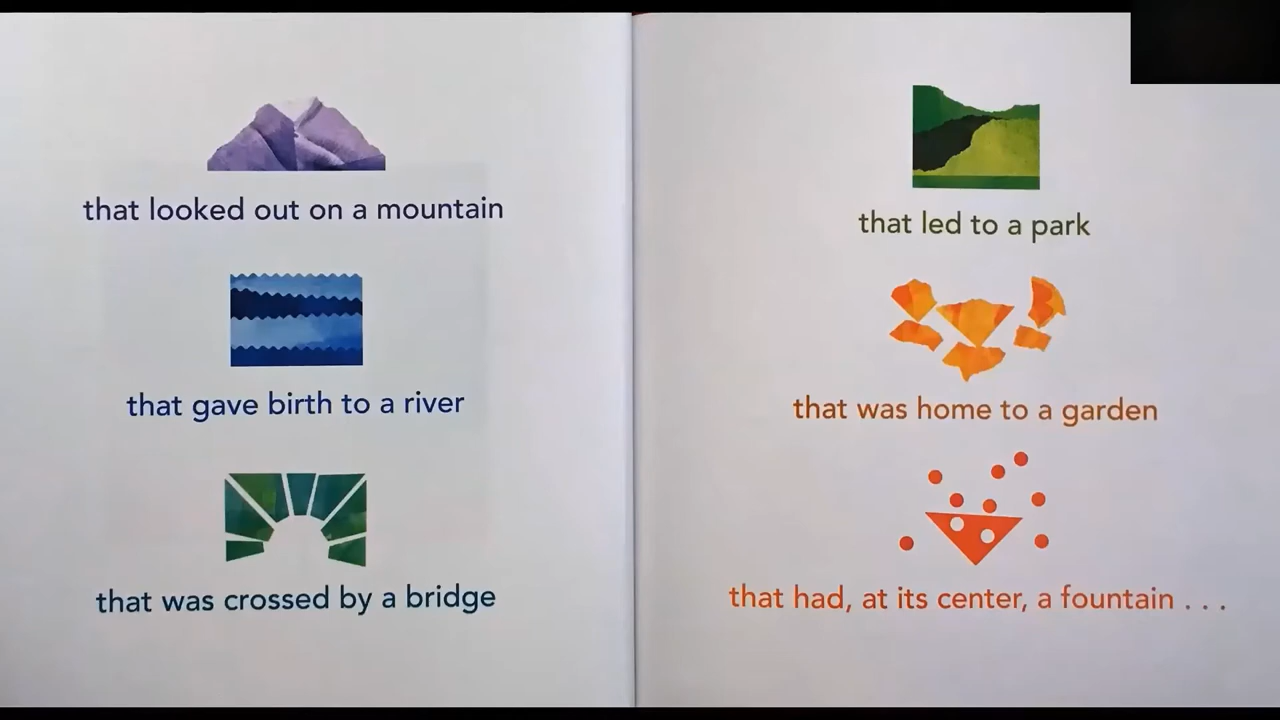 that looked out on a mountain
that gave birth to a river
that was crossed by a bridge
that led to a park
that was home to a garden
that had, at its center, a fountain . . .